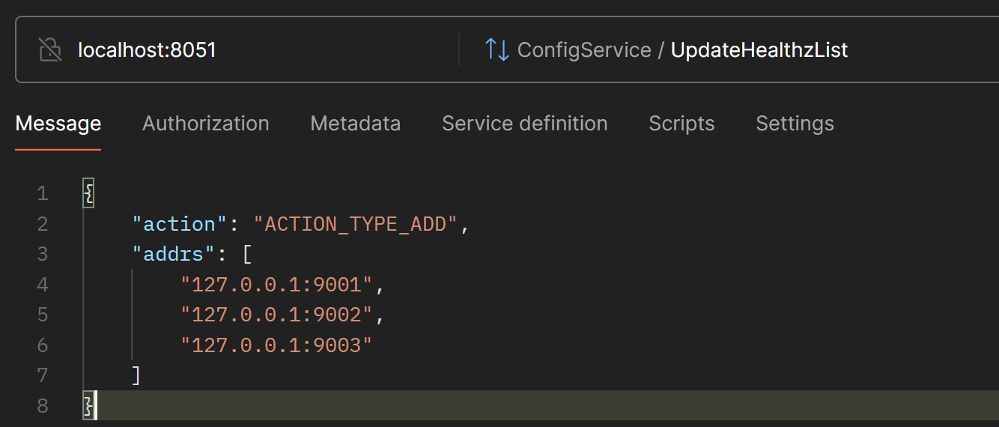 localhost:8051 ConfigService / UpdateHealthzList
Message Authorization Metadata Service definition Scripts Settings
1 {
2 "action": "ACTION_TYPE_ADD",
3 "addrs": [
4 "127.0.0.1:9001",
5 "127.0.0.1:9002",
6 "127.0.0.1:9003"
7 ]
8 }